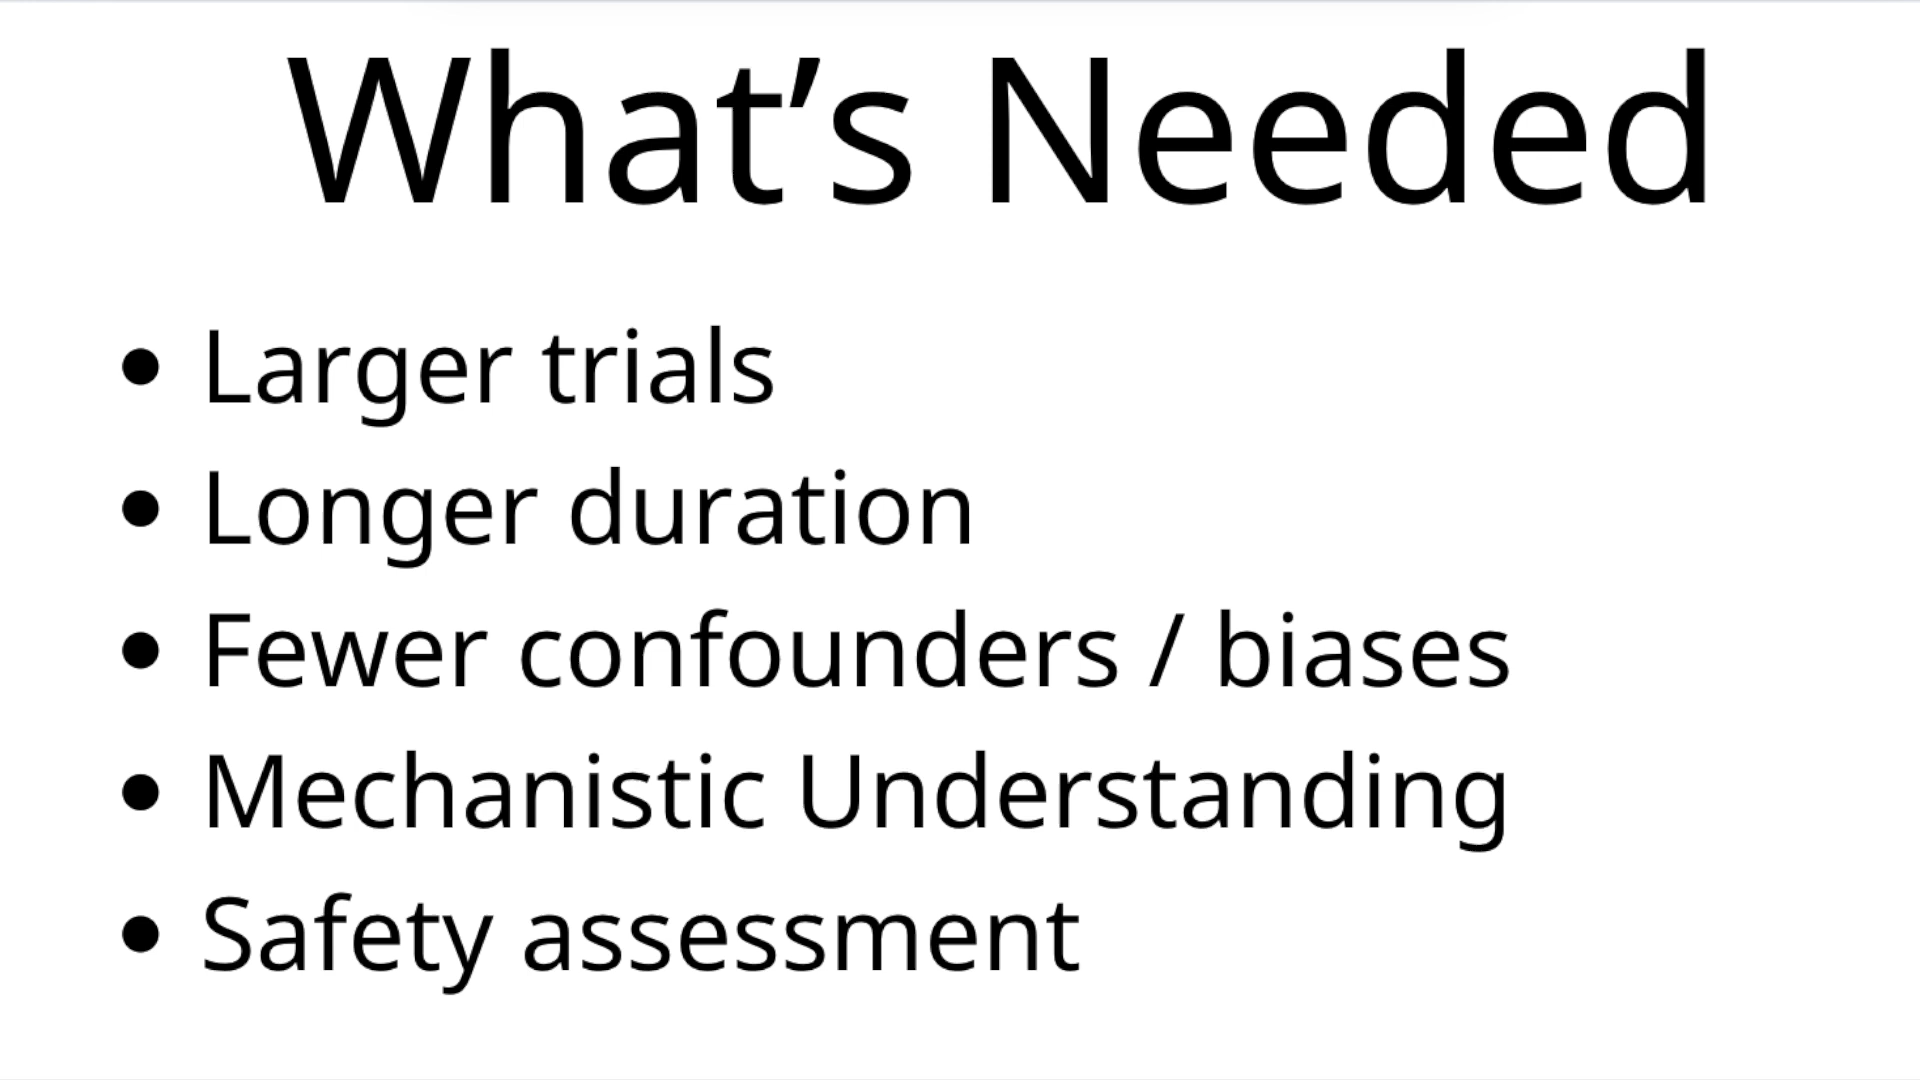 What’s Needed
• Larger trials
• Longer duration
• Fewer confounders / biases
• Mechanistic Understanding
• Safety assessment